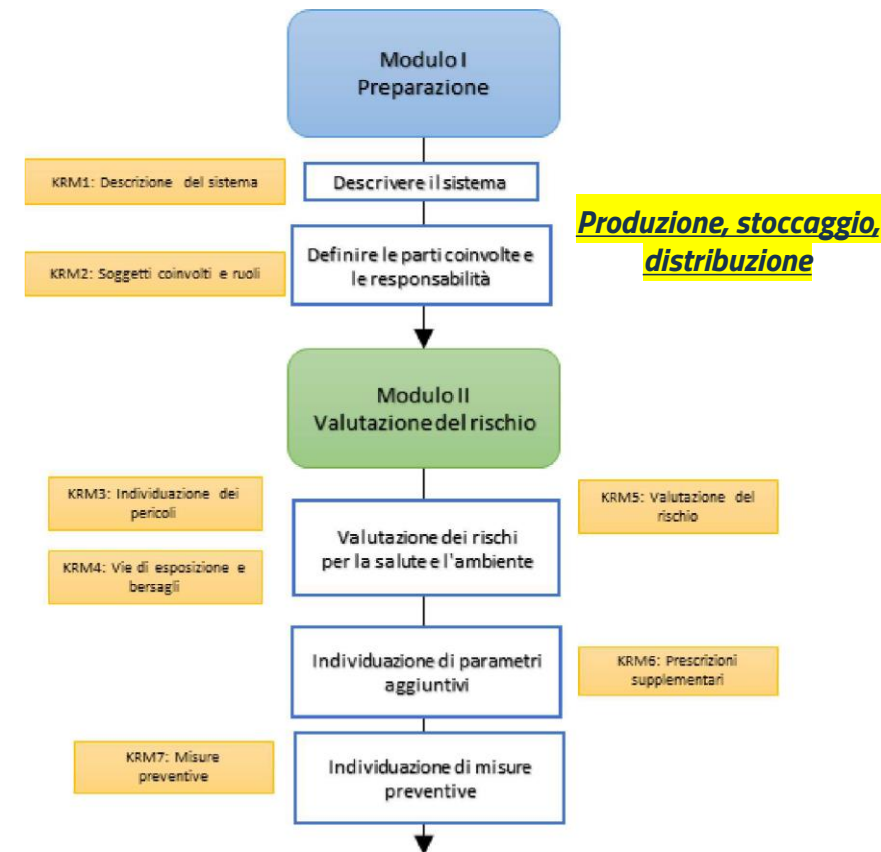 Modulo I
Preparazione
KRM1: Descrizione del sistema
Descrivere il sistema
Produzione, stoccaggio,
distribuzione
KRM2: Soggetti coinvolti e ruoli
Definire le parti coinvolte e
le responsabilità
Modulo II
Valutazione del rischio
KRM3: Individuazione dei
pericoli
KRM4: Vie di esposizione e
bersagli
Valutazione dei rischi
per la salute e l'ambiente
KRM5: Valutazione del
rischio
Individuazione di parametri
aggiuntivi
KRM6: Prescrizioni
supplementari
KRM7: Misure
preventive
Individuazione di misure
preventive